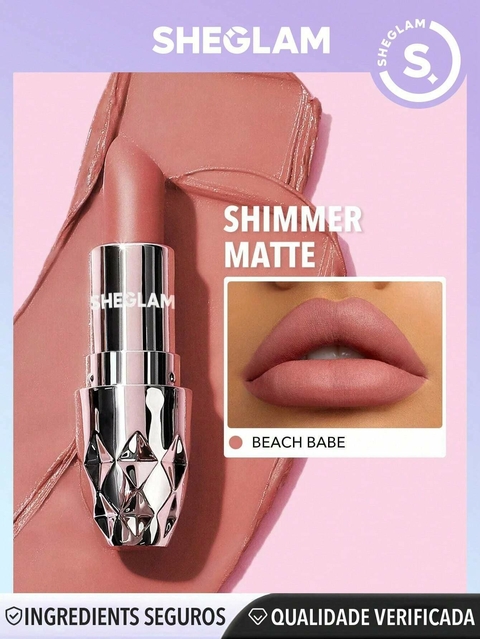 SHEGLAM
SHEGLAM
S
SHIMMER
MATTE
SHEGLAM
BEACH BABE
INGREDIENTS SEGUROS
QUALIDADE VERIFICADA